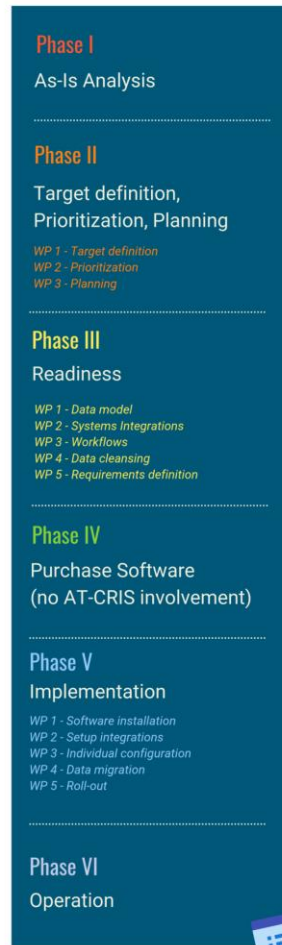 Phase I
As-Is Analysis
Phase II
Target definition,
Prioritization, Planning
WP 1 - Target definition
WP 2 - Prioritization
WP 3 - Planning
Phase III
Readiness
WP 1 - Data model
WP 2 - Systems Integrations
WP 3 - Workflows
WP 4 - Data cleansing
WP 5 - Requirements definition
Phase IV
Purchase Software
(no AT-CRIS involvement)
Phase V
Implementation
WP 1 - Software installation
WP 2 - Setup integrations
WP 3 - Individual configuration
WP 4 - Data migration
WP 5 - Roll-out
Phase VI
Operation